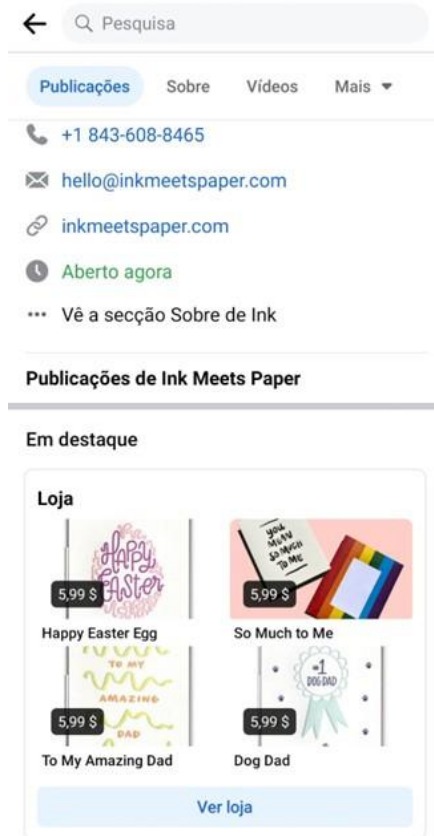 Pesquisa
Publicações Sobre Vídeos Mais
+1 843-608-8465
hello@inkmeetspaper.com
inkmeetspaper.com
Aberto agora
Vê a secção Sobre de Ink
Publicações de Ink Meets Paper
Em destaque
Loja
HAPPY
EASTER
5,99 $
Happy Easter Egg
you
MEAN
SO MUCH
TO ME
5,99 $
So Much to Me
TO MY
AMAZING
DAD
5,99 $
To My Amazing Dad
#1
DOG DAD
5,99 $
Dog Dad
Ver loja